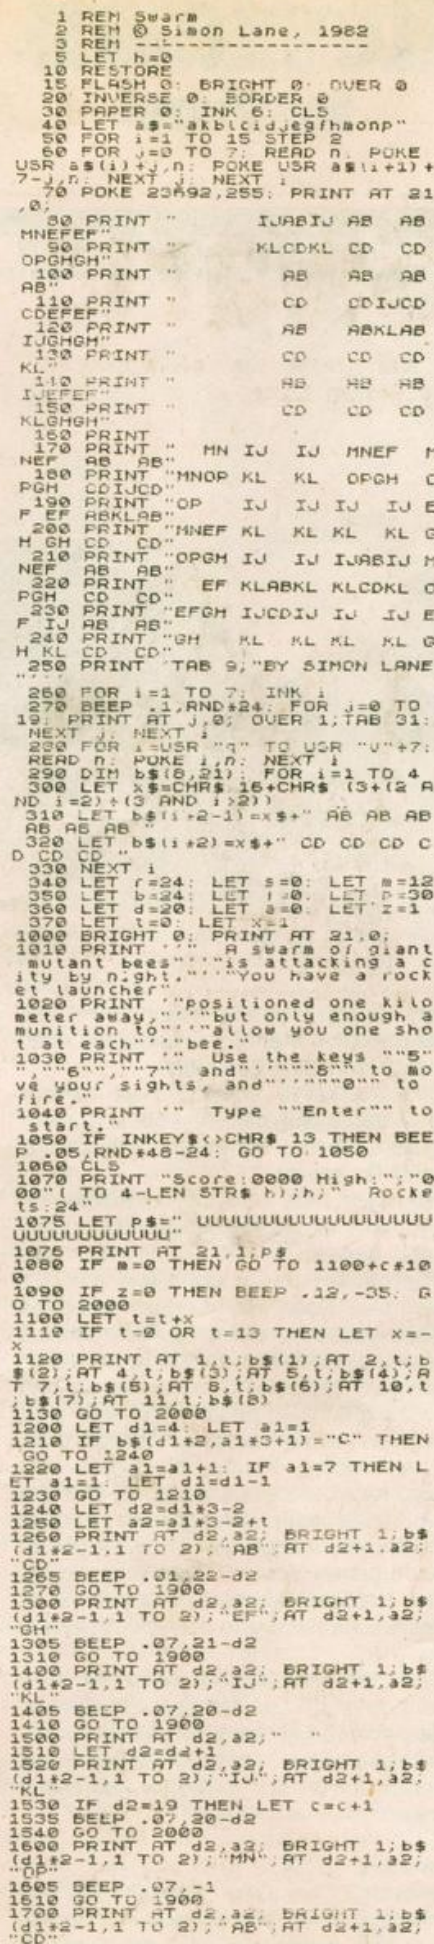 1 REM Swarm
2 REM © Simon Lane, 1982
3 REM ---------------
5 LET h=0
10 RESTORE
15 FLASH 0: BRIGHT 0: OVER 0
20 INVERSE 0: BORDER 0
30 PAPER 0: INK 6: CLS
40 LET a$="akblcidjegfhmonp"
50 FOR i=1 TO 15 STEP 2
60 FOR j=0 TO 7: READ n: POKE
USR a$(i)+j,n: POKE USR a$(i+1)+
7-j,n: NEXT j: NEXT i
70 POKE 23692,255: PRINT AT 21
,0;
80 PRINT " IJABIJ AB AB
MNEFEF"
90 PRINT " KLCDKL CD CD
OPGHGH"
100 PRINT " AB AB AB
AB"
110 PRINT " CD CDIJCD
CDEFEF"
120 PRINT " AB ABKLAB
IJGHGH"
130 PRINT " CD CD CD
KL"
140 PRINT " AB AB AB
IJEFEF"
150 PRINT " CD CD CD
KLGHGH"
160 PRINT
170 PRINT " MN IJ IJ MNEF M
NEF AB AB"
180 PRINT "MNOP KL KL OPGH O
PGH CDIJCD"
190 PRINT "OP IJ IJ IJ IJ E
F EF ABKLAB"
200 PRINT "MNEF KL KL KL KL G
H GH CD CD"
210 PRINT "OPGH IJ IJ IJABIJ M
NEF AB AB"
220 PRINT " EF KLABKL KLCDKL O
PGH CD CD"
230 PRINT "EFGH IJCDIJ IJ IJ E
F IJ AB AB"
240 PRINT "GH KL KL KL KL G
H KL CD CD"
250 PRINT 'TAB 9;"BY SIMON LANE
"''''
260 FOR i=1 TO 7: INK i
270 BEEP .1,RND*24: FOR j=0 TO
19: PRINT AT j,0; OVER 1;TAB 31:
NEXT j: NEXT i
280 FOR i=USR "q" TO USR "u"+7:
READ n: POKE i,n: NEXT i
290 DIM b$(8,21): FOR i=1 TO 4
300 LET x$=CHR$ 16+CHR$ (3+(2 A
ND i=2)+(3 AND i>2))
310 LET b$(i*2-1)=x$+" AB AB AB
AB AB AB "
320 LET b$(i*2)=x$+" CD CD CD C
D CD CD "
330 NEXT i
340 LET r=24: LET s=0: LET m=12
350 LET b=24: LET l=0: LET p=30
360 LET d=20: LET a=0: LET z=1
370 LET t=0: LET x=1
1000 BRIGHT 0: PRINT AT 21,0;
1010 PRINT '" A swarm of giant
mutant bees"'"is attacking a c
ity by night."'"You have a rock
et launcher"
1020 PRINT '"positioned one kilo
meter away,"'"but only enough a
munition to"'"allow you one sho
t at each"'"bee."
1030 PRINT '" Use the keys ""5"
",""6"",""7"" and"'"""8"" to mo
ve your sights, and"'"""0"" to
fire."
1040 PRINT '" Type ""Enter"" to
start."
1050 IF INKEY$<>CHR$ 13 THEN BEE
P .05,RND*48-24: GO TO 1050
1060 CLS
1070 PRINT "Score:0000 High:";"0
000"( TO 4-LEN STR$ h);h;" Rocke
ts:24"
1075 LET p$=" UUUUUUUUUUUUUUUUUU
UUUUUUUUUUUU"
1076 PRINT AT 21,1;p$
1080 IF m=0 THEN GO TO 1100+c*10
0
1090 IF z=0 THEN BEEP .12,-35: G
O TO 2000
1100 LET t=t+x
1110 IF t=0 OR t=13 THEN LET x=-
x
1120 PRINT AT 1,t;b$(1);AT 2,t;b
$(2);AT 4,t;b$(3);AT 5,t;b$(4);A
T 7,t;b$(5);AT 8,t;b$(6);AT 10,t
;b$(7);AT 11,t;b$(8)
1130 GO TO 2000
1200 LET d1=4: LET a1=1
1210 IF b$(d1*2,a1*3+1)="C" THEN
GO TO 1240
1220 LET a1=a1+1: IF a1=7 THEN L
ET a1=1: LET d1=d1-1
1230 GO TO 1210
1240 LET d2=d1*3-2
1250 LET a2=a1*3-2+t
1260 PRINT AT d2,a2; BRIGHT 1;b$
(d1*2-1,1 TO 2);"AB";AT d2+1,a2;
"CD"
1265 BEEP .01,22-d2
1270 GO TO 1900
1300 PRINT AT d2,a2; BRIGHT 1;b$
(d1*2-1,1 TO 2);"EF";AT d2+1,a2;
"GH"
1305 BEEP .07,21-d2
1310 GO TO 1900
1400 PRINT AT d2,a2; BRIGHT 1;b$
(d1*2-1,1 TO 2);"IJ";AT d2+1,a2;
"KL"
1405 BEEP .07,20-d2
1410 GO TO 1900
1500 PRINT AT d2,a2;"  "
1510 LET d2=d2+1
1520 PRINT AT d2,a2; BRIGHT 1;b$
(d1*2-1,1 TO 2);"IJ";AT d2+1,a2;
"KL"
1530 IF d2=19 THEN LET c=c+1
1535 BEEP .07,20-d2
1540 GO TO 2000
1600 PRINT AT d2,a2; BRIGHT 1;b$
(d1*2-1,1 TO 2);"MN";AT d2+1,a2;
"OP"
1605 BEEP .07,-1
1610 GO TO 1900
1700 PRINT AT d2,a2; BRIGHT 1;b$
(d1*2-1,1 TO 2);"AB";AT d2+1,a2;
"CD"